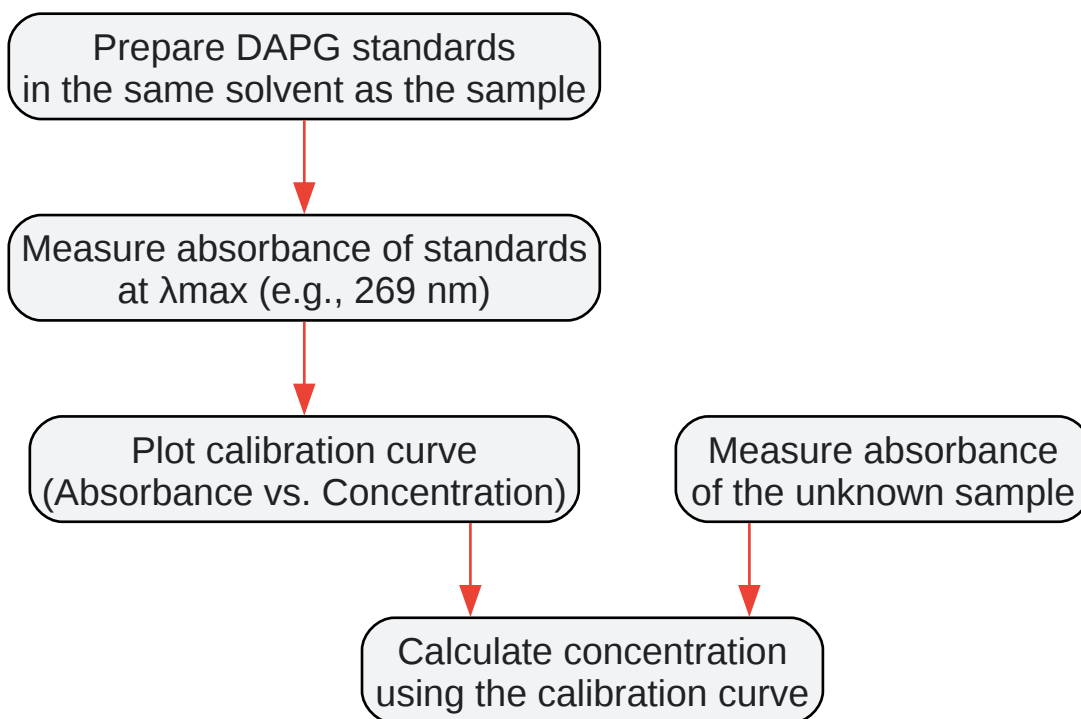 Prepare DAPG standards
in the same solvent as the sample
Measure absorbance of standards
at λmax (e.g., 269 nm)
Plot calibration curve
(Absorbance vs. Concentration)
Measure absorbance
of the unknown sample
Calculate concentration
using the calibration curve